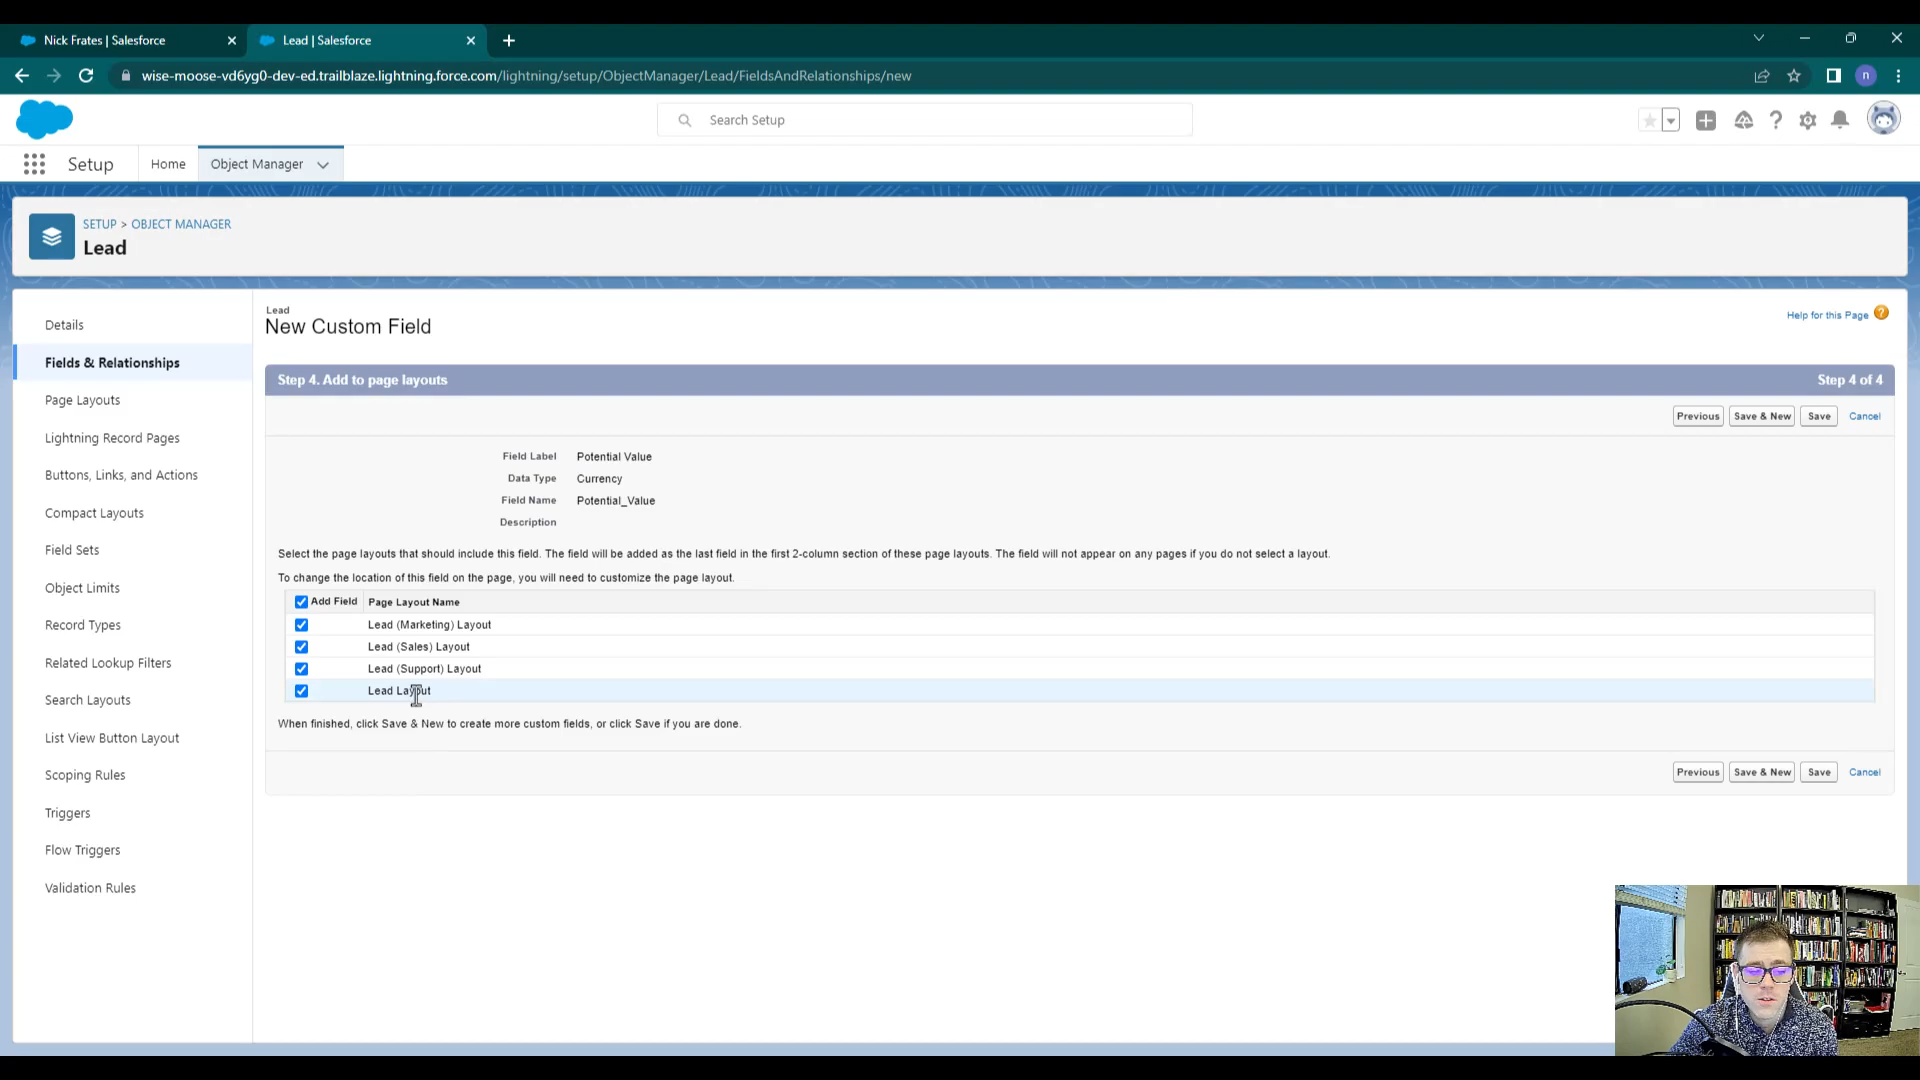 Nick Frates | Salesforce
Lead | Salesforce
wise-moose-vd6yg0-dev-ed.trailblaze.lightning.force.com/lightning/setup/ObjectManager/Lead/FieldsAndRelationships/new
n
Search Setup
Setup
Home
Object Manager
SETUP > OBJECT MANAGER
Lead
Details
Fields & Relationships
Page Layouts
Lightning Record Pages
Buttons, Links, and Actions
Compact Layouts
Field Sets
Object Limits
Record Types
Related Lookup Filters
Search Layouts
List View Button Layout
Scoping Rules
Triggers
Flow Triggers
Validation Rules
Lead
New Custom Field
Help for this Page
Step 4. Add to page layouts
Step 4 of 4
Previous Save & New Save Cancel
Field Label Potential Value
Data Type Currency
Field Name Potential_Value
Description
Select the page layouts that should include this field. The field will be added as the last field in the first 2-column section of these page layouts. The field will not appear on any pages if you do not select a layout.
To change the location of this field on the page, you will need to customize the page layout.
Add Field Page Layout Name
Lead (Marketing) Layout
Lead (Sales) Layout
Lead (Support) Layout
Lead Layout
When finished, click Save & New to create more custom fields, or click Save if you are done.
Previous Save & New Save Cancel